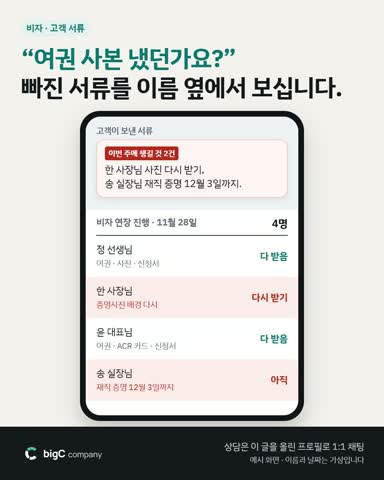 비자 · 고객 서류
“여권 사본 냈던가요?”
빠진 서류를 이름 옆에서 보십니다.
고객이 보낸 서류
이번 주에 챙길 것 2건
한 사장님 사진 다시 받기,
송 실장님 재직 증명 12월 3일까지.
비자 연장 진행 · 11월 28일 4명
정 선생님
여권 · 사진 · 신청서
다 받음
한 사장님
증명사진 배경 다시
다시 받기
윤 대표님
여권 · ACR 카드 · 신청서
다 받음
송 실장님
재직 증명 12월 3일까지
아직
bigC company
상담은 이 글을 올린 프로필로 1:1 채팅
예시 화면 · 이름과 날짜는 가상입니다